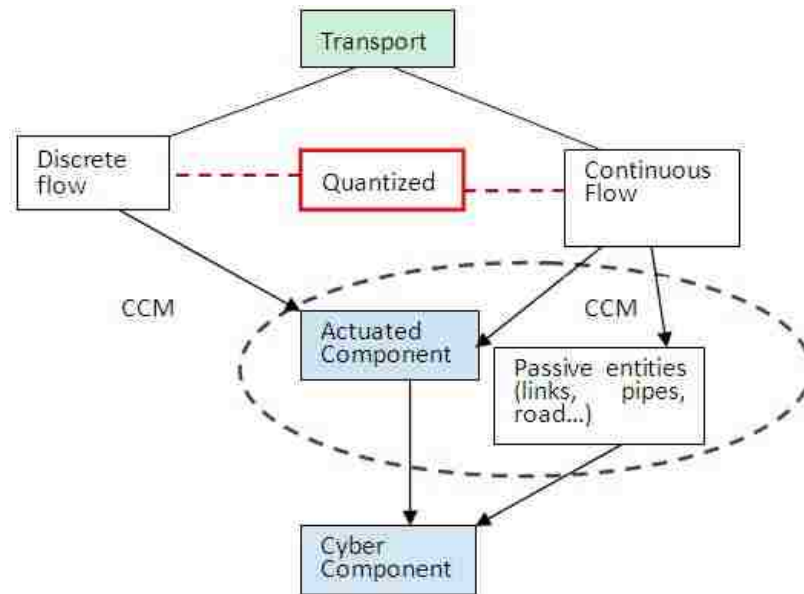 Transport
Discrete
flow
Quantized
Continuous
Flow
CCM
CCM
Actuated
Component
Passive entities
(links, pipes,
road...)
Cyber
Component